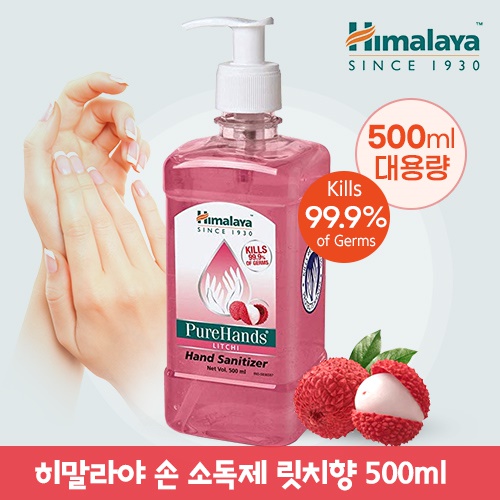 Himalaya™
SINCE 1930
500ml
대용량
Kills
99.9%
of Germs
Himalaya
SINCE 1930
KILLS
99.9%
OF GERMS
PureHands®
LITCHI
Hand Sanitizer
Net Vol. 500 ml
히말라야 손 소독제 릿치향 500ml